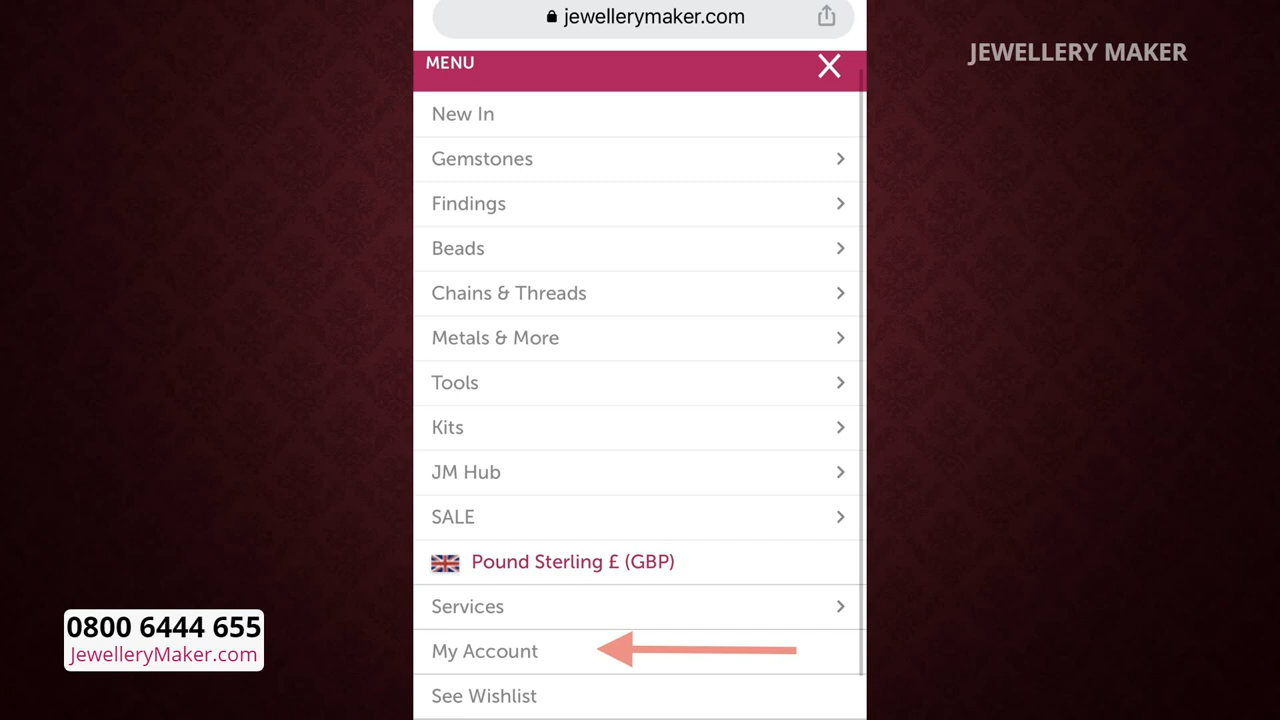 jewellerymaker.com
JEWELLERY MAKER
MENU
New In
Gemstones
Findings
Beads
Chains & Threads
Metals & More
Tools
Kits
JM Hub
SALE
Pound Sterling £ (GBP)
Services
My Account
See Wishlist
0800 6444 655
JewelleryMaker.com